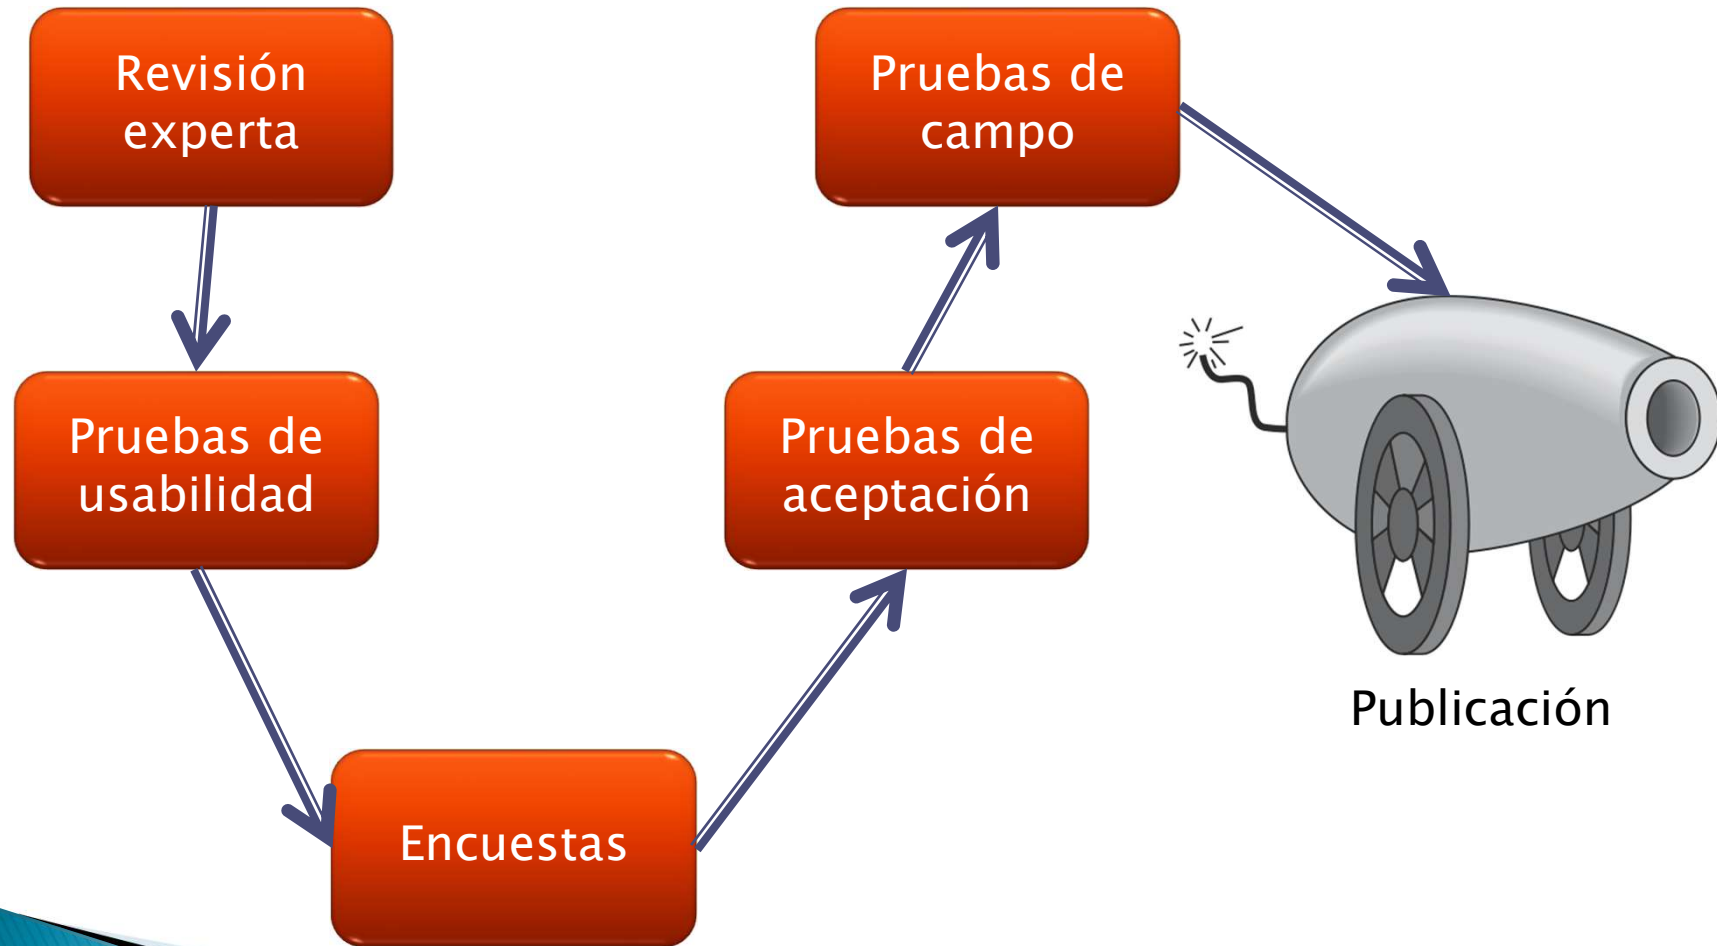 Revisión
experta
Pruebas de
usabilidad
Encuestas
Pruebas de
aceptación
Pruebas de
campo
Publicación